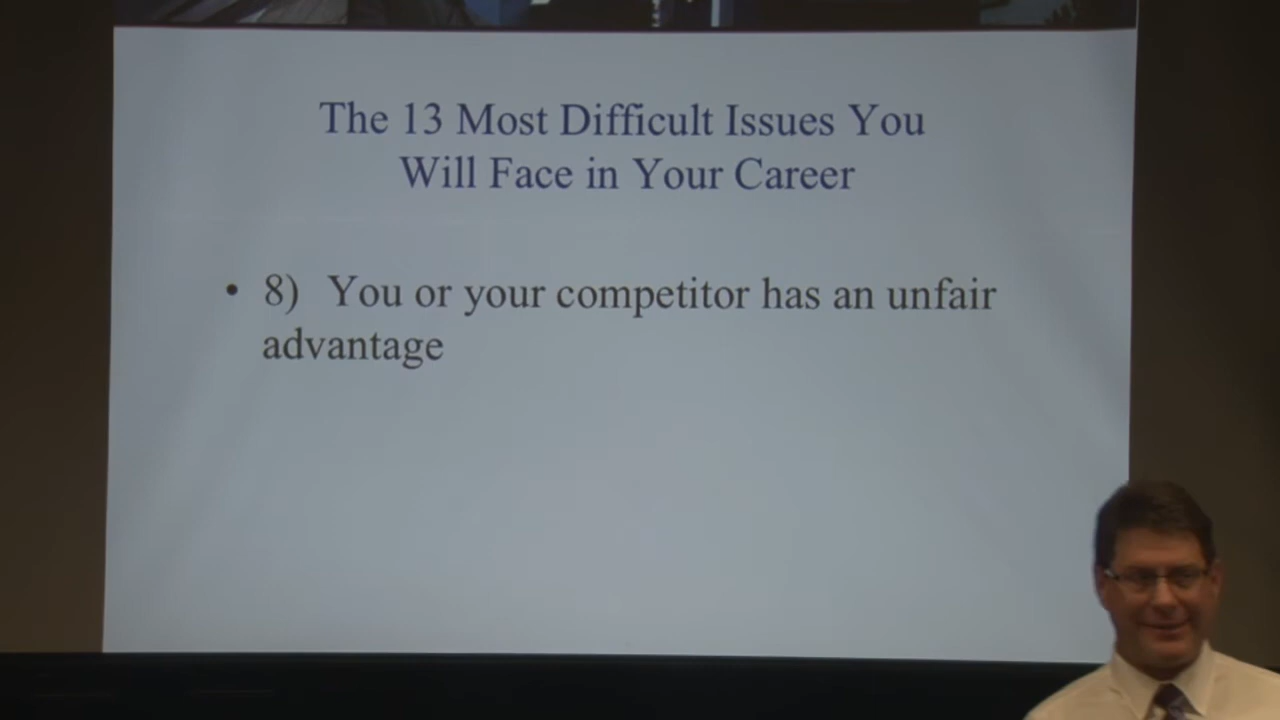 The 13 Most Difficult Issues You
Will Face in Your Career
• 8) You or your competitor has an unfair
advantage